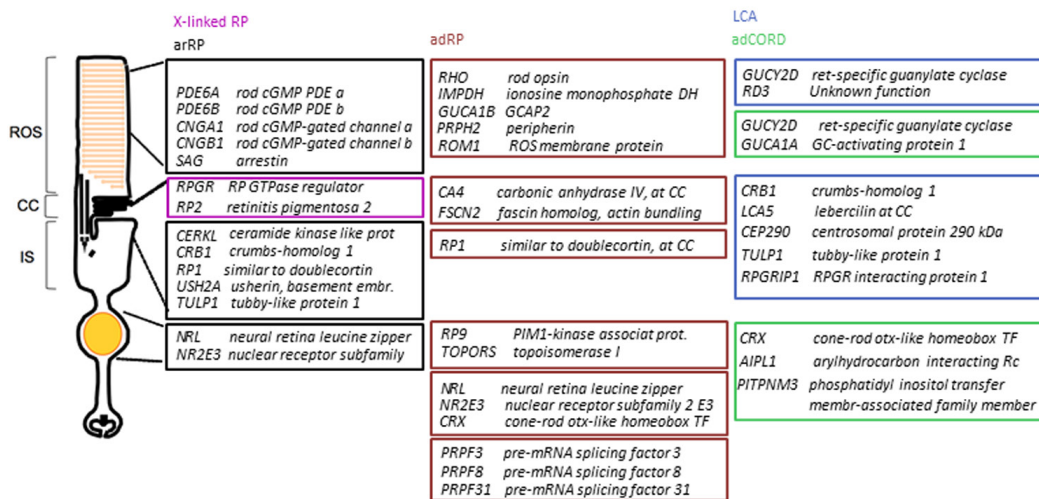 X-linked RP
arRP
adRP
LCA
adCORD
ROS
CC
IS
PDE6A rod cGMP PDE a
PDE6B rod cGMP PDE b
CNGA1 rod cGMP-gated channel a
CNGB1 rod cGMP-gated channel b
SAG arrestin
RPGR RP GTPase regulator
RP2 retinitis pigmentosa 2
CERKL ceramide kinase like prot
CRB1 crumbs-homolog 1
RP1 similar to doublecortin
USH2A usherin, basement embr.
TULP1 tubby-like protein 1
NRL neural retina leucine zipper
NR2E3 nuclear receptor subfamily
RHO rod opsin
IMPDH ionosine monophosphate DH
GUCA1B GCAP2
PRPH2 peripherin
ROM1 ROS membrane protein
CA4 carbonic anhydrase IV, at CC
FSCN2 fascin homolog, actin bundling
RP1 similar to doublecortin, at CC
RP9 PIM1-kinase associat prot.
TOPORS topoisomerase I
NRL neural retina leucine zipper
NR2E3 nuclear receptor subfamily 2 E3
CRX cone-rod otx-like homeobox TF
PRPF3 pre-mRNA splicing factor 3
PRPF8 pre-mRNA splicing factor 8
PRPF31 pre-mRNA splicing factor 31
GUCY2D ret-specific guanylate cyclase
RD3 Unknown function
GUCY2D ret-specific guanylate cyclase
GUCA1A GC-activating protein 1
CRB1 crumbs-homolog 1
LCA5 lebercilin at CC
CEP290 centrosomal protein 290 kDa
TULP1 tubby-like protein 1
RPGRIP1 RPGR interacting protein 1
CRX cone-rod otx-like homeobox TF
AIPL1 arylhydrocarbon interacting Rc
PITPNM3 phosphatidyl inositol transfer
membr-associated family member